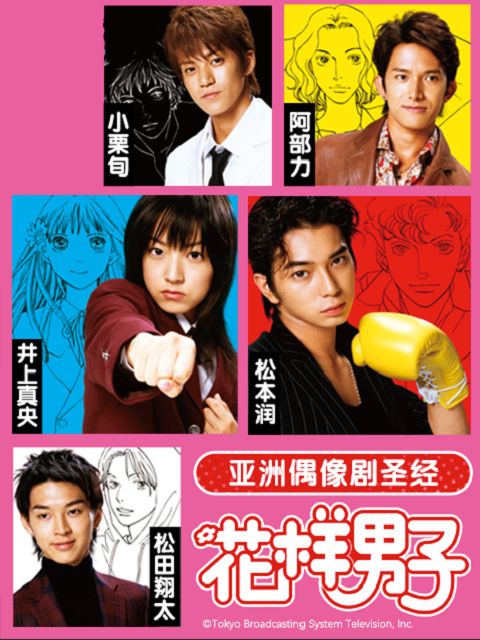 小栗旬
阿部力
井上真央
松本润
松田翔太
亚洲偶像剧圣经
花样男子
©Tokyo Broadcasting System Television, Inc.